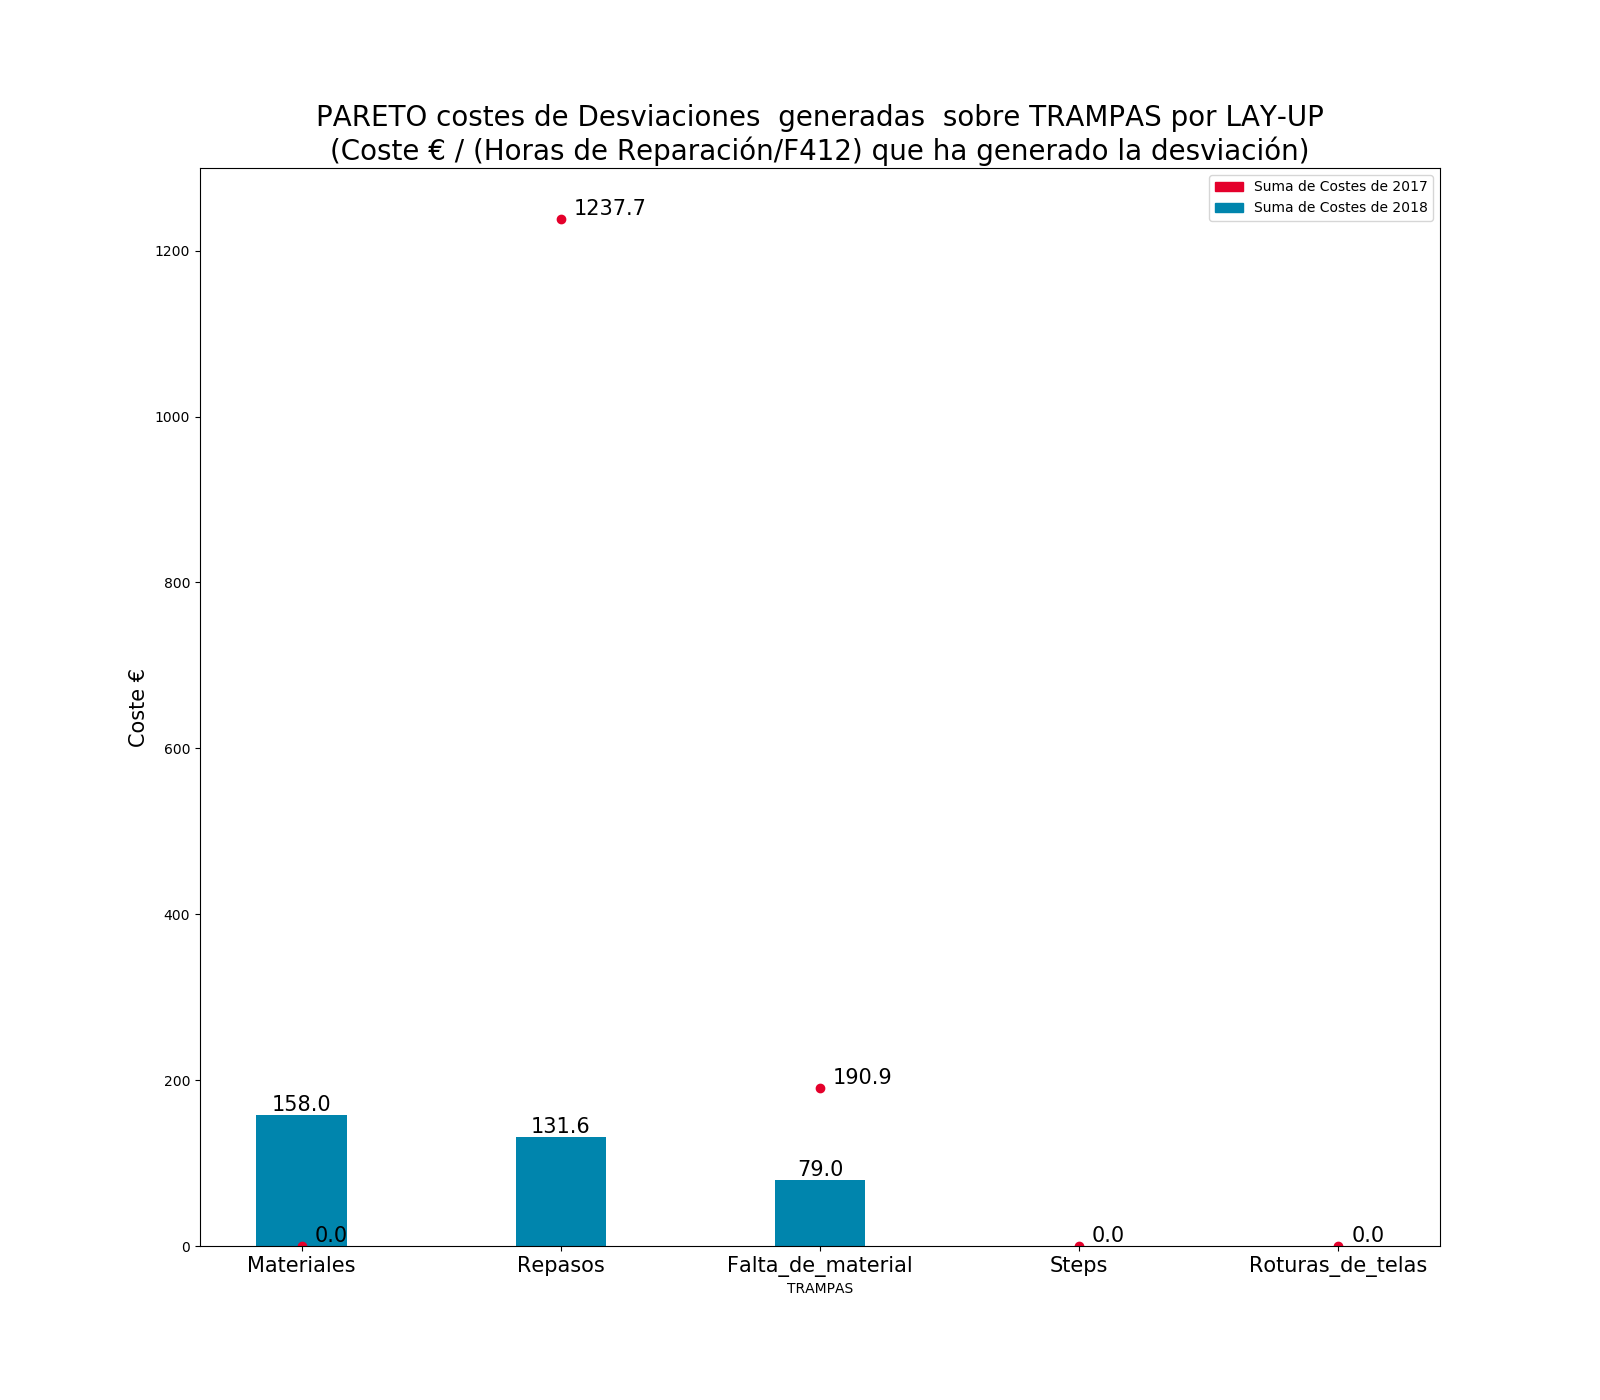 PARETO costes de Desviaciones  generadas  sobre TRAMPAS por LAY-UP
(Coste € / (Horas de Reparación/F412) que ha generado la desviación)
Suma de Costes de 2017
Suma de Costes de 2018
1237.7
1200
1000
800
600
400
200
0
Coste €
190.9
158.0
131.6
79.0
0.0
0.0
0.0
Materiales
Repasos
Falta_de_material
Steps
Roturas_de_telas
TRAMPAS